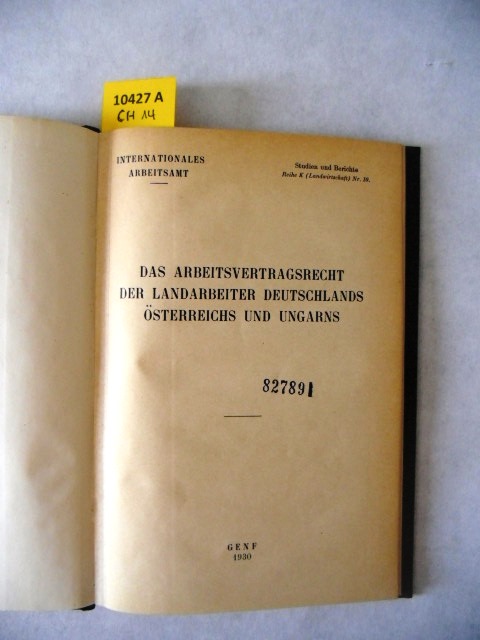 10427 A
CH 14
INTERNATIONALES
ARBEITSAMT
Studien und Berichte
Reihe K (Landwirtschaft) Nr. 10.
DAS ARBEITSVERTRAGSRECHT
DER LANDARBEITER DEUTSCHLANDS
ÖSTERREICHS UND UNGARNS
82789
GENF
1930